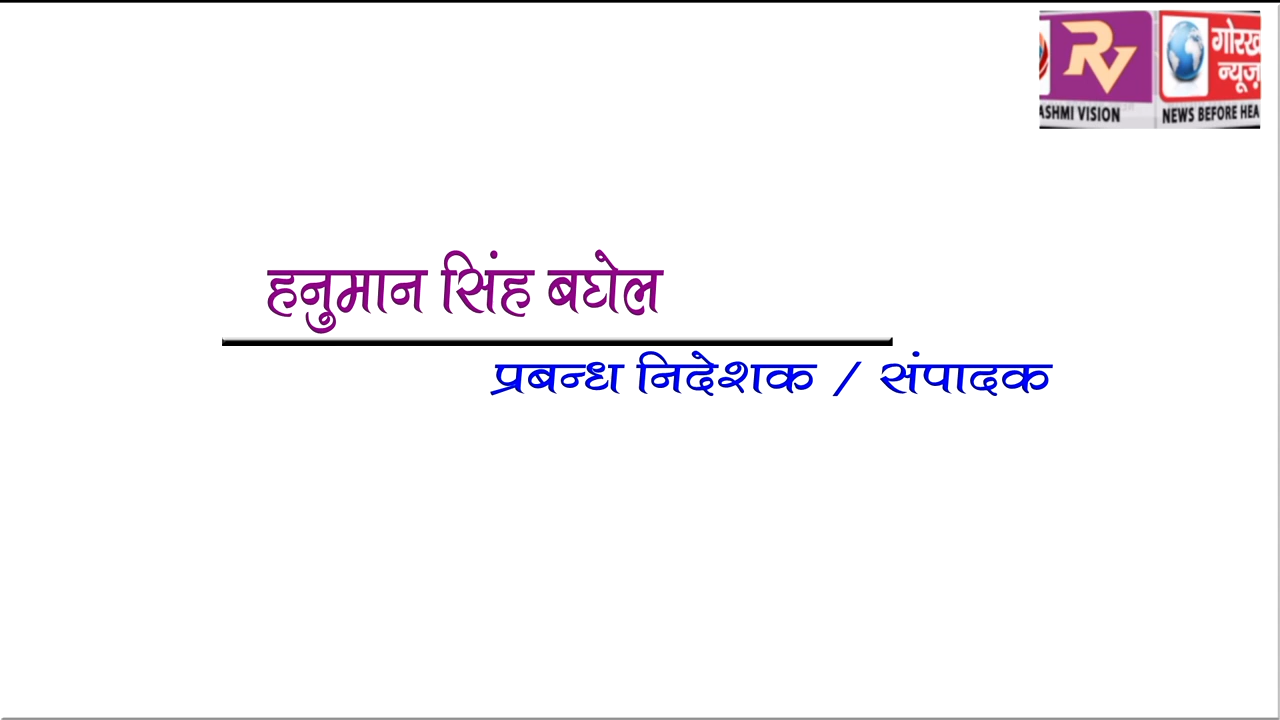 RV
गोरख
न्यूज़
ASHMI VISION
NEWS BEFORE HEA
हनुमान सिंह बघेल
प्रबन्ध निदेशक / संपादक